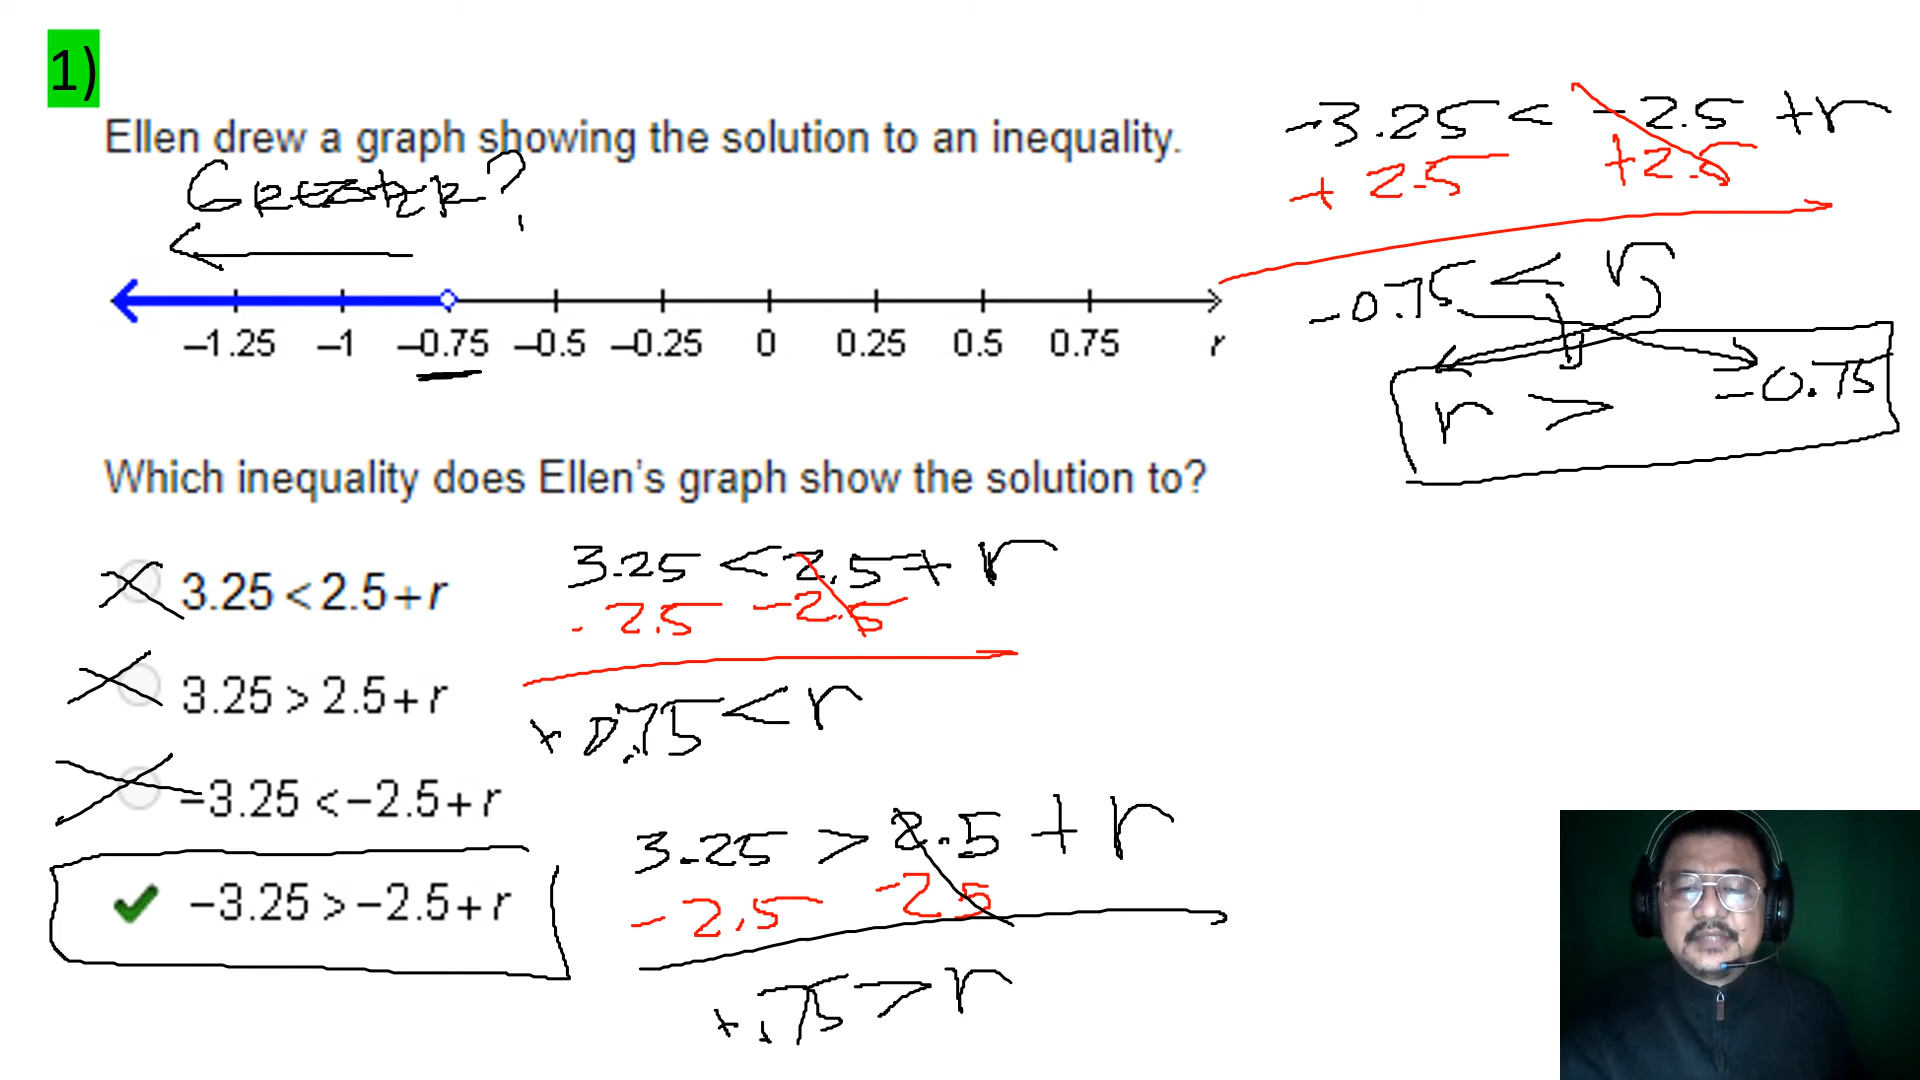 1)
Ellen drew a graph showing the solution to an inequality.
Greater?
–1.25 –1 –0.75 –0.5 –0.25 0 0.25 0.5 0.75 r
Which inequality does Ellen's graph show the solution to?
3.25 < 2.5 + r
3.25 > 2.5 + r
–3.25 < –2.5 + r
–3.25 > –2.5 + r
3.25 < 2.5 + r
- 2.5 - 2.5
+ 0.75 < r
3.25 > 2.5 + r
- 2.5 - 2.5
+ .75 > r
-3.25 < -2.5 + r
+ 2.5 + 2.5
-0.75 < r
r > -0.75